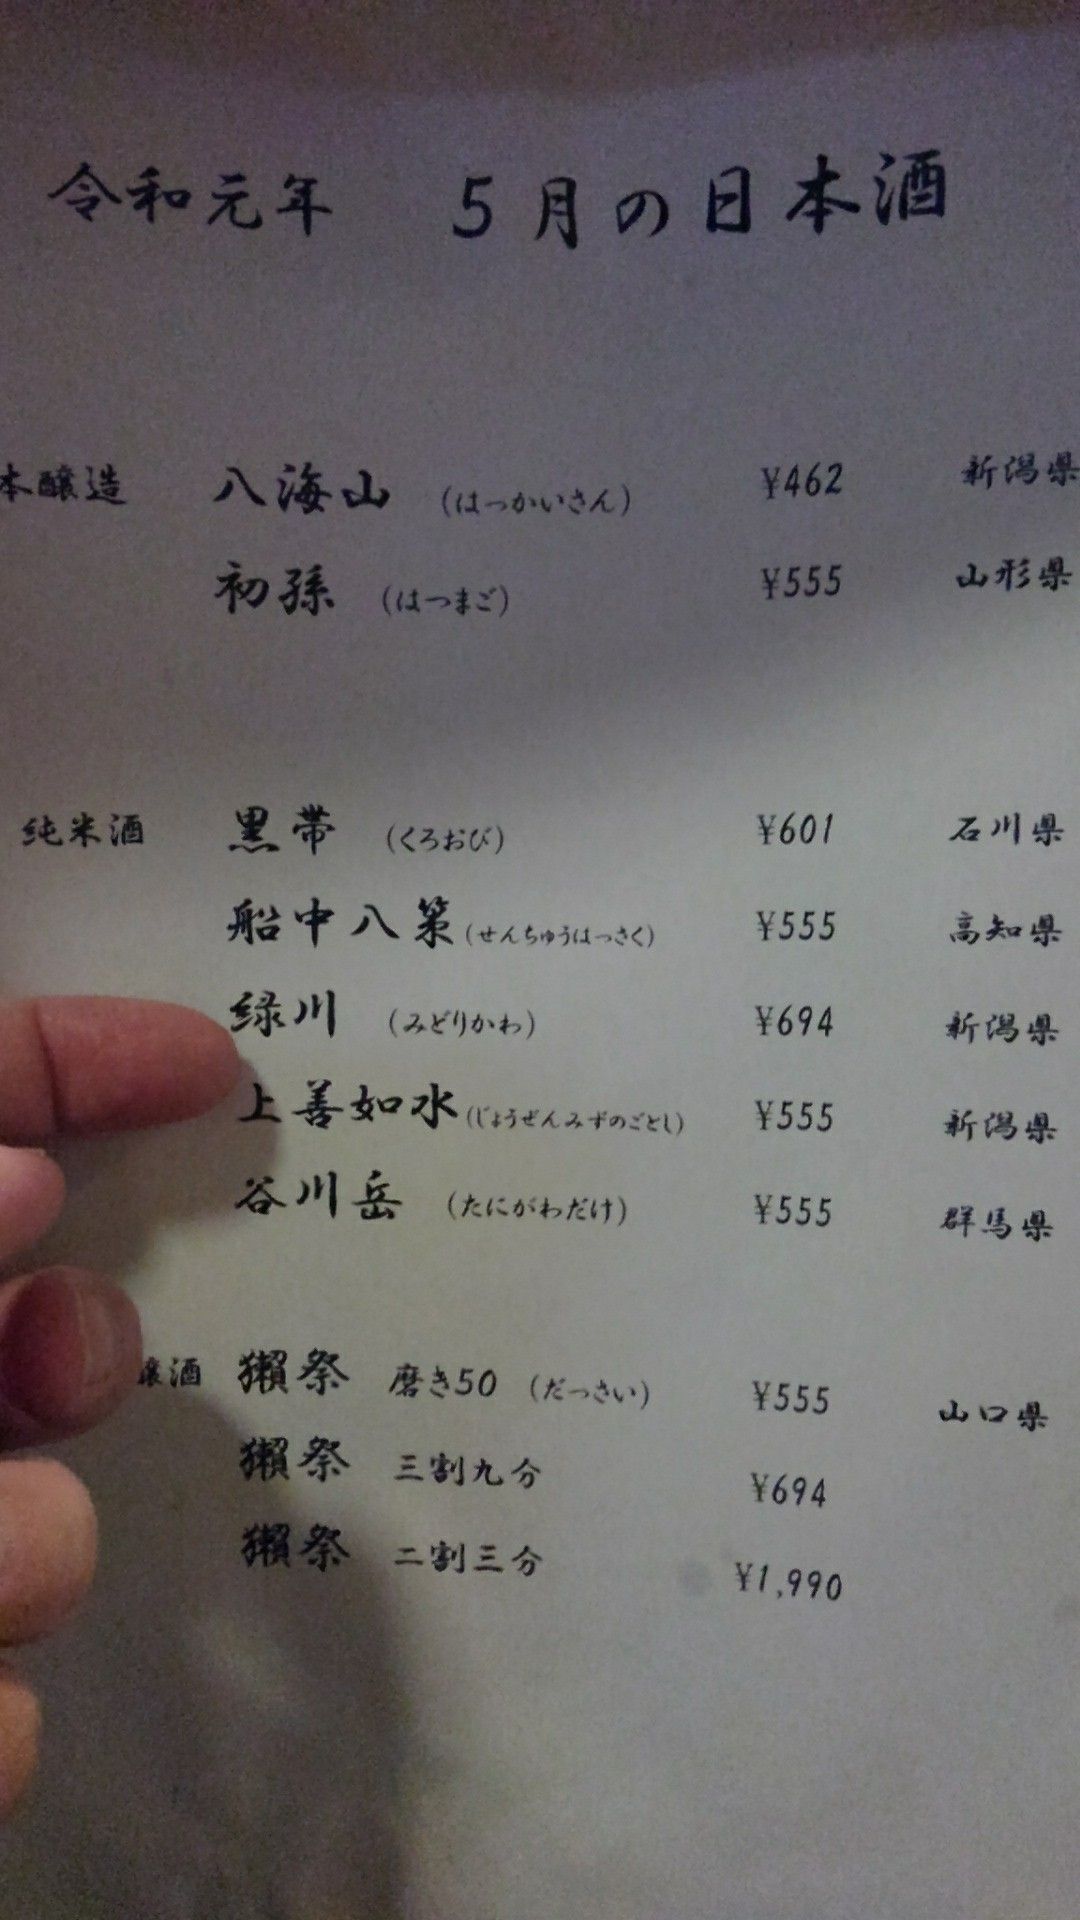 令和元年 5月の日本酒
本醸造 八海山 (はっかいさん) ¥462 新潟県
初孫 (はつまご) ¥555 山形県
純米酒 黒帯 (くろおび) ¥601 石川県
船中八策 (せんちゅうはっさく) ¥555 高知県
緑川 (みどりかわ) ¥694 新潟県
上善如水 (じょうぜんみずのごとし) ¥555 新潟県
谷川岳 (たにがわだけ) ¥555 群馬県
醸酒 獺祭 磨き50 (だっさい) ¥555 山口県
獺祭 三割九分 ¥694
獺祭 二割三分 ¥1,990